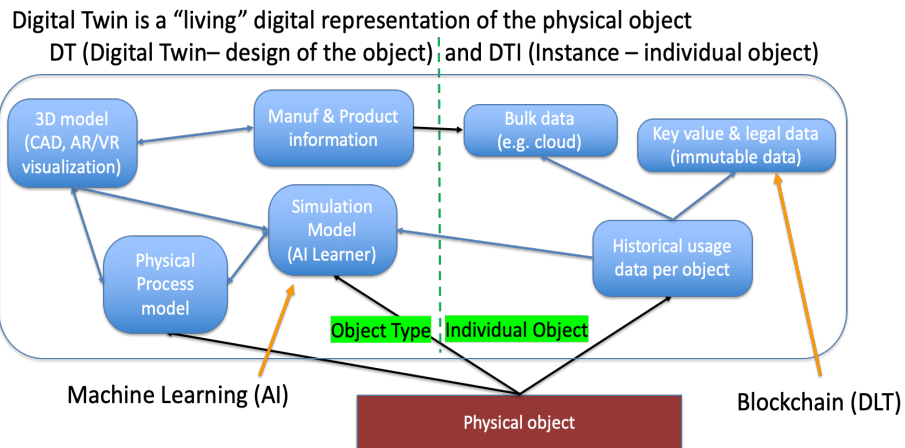 Digital Twin is a “living” digital representation of the physical object
DT (Digital Twin– design of the object) and DTI (Instance – individual object)
3D model
(CAD, AR/VR
visualization)
Manuf & Product
information
Bulk data
(e.g. cloud)
Key value & legal data
(immutable data)
Simulation
Model
(AI Learner)
Physical
Process
model
Historical usage
data per object
Object Type
Individual Object
Machine Learning (AI)
Blockchain (DLT)
Physical object